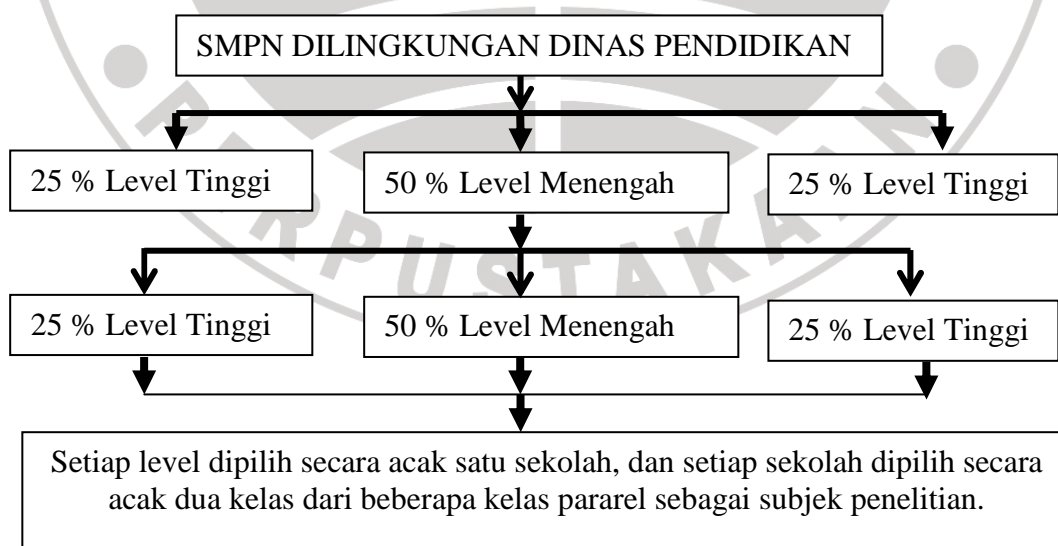 SMPN DILINGKUNGAN DINAS PENDIDIKAN
25 % Level Tinggi
50 % Level Menengah
25 % Level Tinggi
25 % Level Tinggi
50 % Level Menengah
25 % Level Tinggi
Setiap level dipilih secara acak satu sekolah, dan setiap sekolah dipilih secara
acak dua kelas dari beberapa kelas pararel sebagai subjek penelitian.
PERPUSTAKAAN